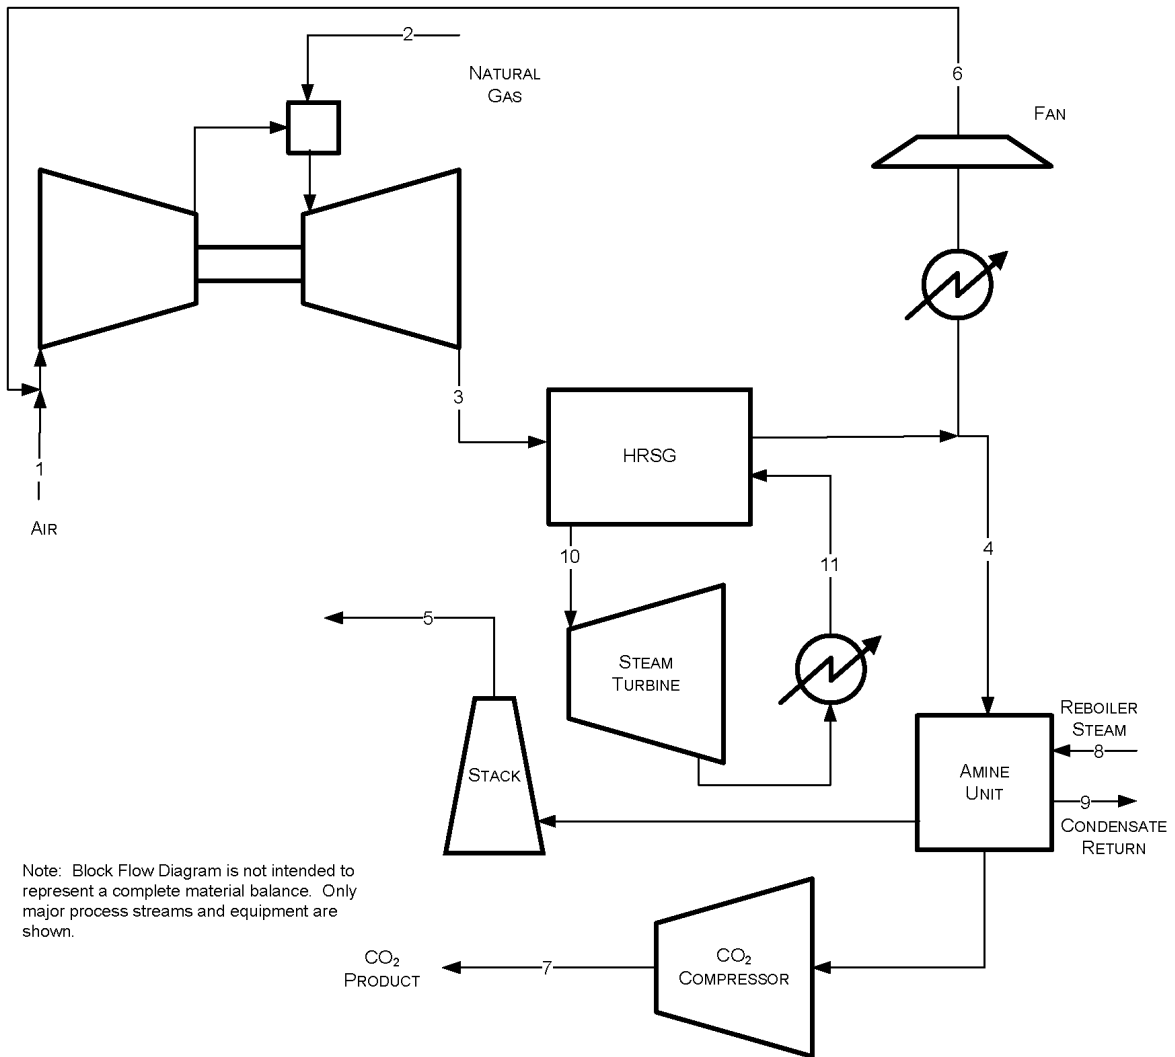 2
NATURAL
GAS
6
FAN
3
1
AIR
HRSG
10
11
4
5
STEAM
TURBINE
STACK
REBOILER
STEAM
8
AMINE
UNIT
9
CONDENSATE
RETURN
Note:  Block Flow Diagram is not intended to
represent a complete material balance.  Only
major process streams and equipment are
shown.
CO₂
PRODUCT
7
CO₂
COMPRESSOR